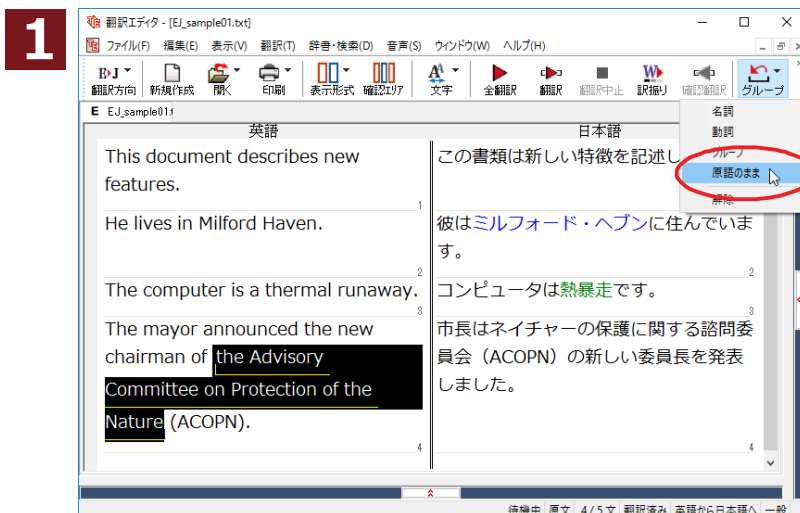 1
翻訳エディタ - [EJ_sample01.txt]
ファイル(F) 編集(E) 表示(V) 翻訳(T) 辞書・検索(D) 音声(S) ウィンドウ(W) ヘルプ(H)
E›J
翻訳方向 新規作成 開く 印刷 表示形式 確認エリア 文字 全翻訳 翻訳 翻訳中止 訳振り 確認翻訳 グループ
E EJ_sample01.
名詞
動詞
グループ
原語のまま
解除
英語
日本語
This document describes new
features.
1
この書類は新しい特徴を記述し
He lives in Milford Haven.
2
彼はミルフォード・ヘブンに住んでいま
す。
2
The computer is a thermal runaway.
3
コンピュータは熱暴走です。
3
The mayor announced the new
chairman of the Advisory
Committee on Protection of the
Nature (ACOPN).
4
市長はネイチャーの保護に関する諮問委
員会（ACOPN）の新しい委員長を発表
しました。
4
待機中 原文 4/5文 翻訳済み 英語から日本語へ 一般